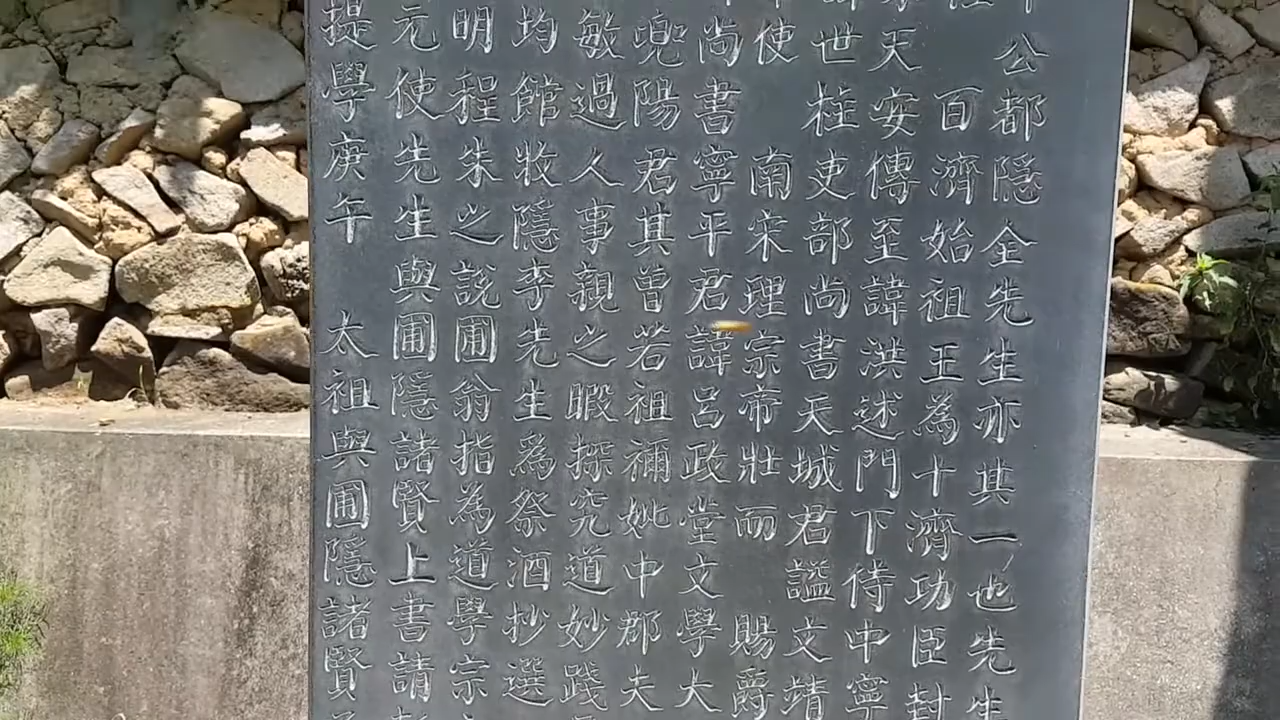 公都隱全先生亦其一也先生
百濟始祖王為十濟功臣封
天安傳至諱洪述門下侍中寧
世柱吏部尚書天城君諡文靖
使 南宋理宗帝壯而 賜爵
尚書寧平君諱呂政堂文學大
兜陽君其曾若祖禰妣中郡夫
敏過人事親之暇探究道妙踐
均館牧隱李先生為祭酒抄選
明程朱之說圃翁指為道學宗
元使先生與圃隱諸賢上書請
提學庚午 太祖與圃隱諸賢